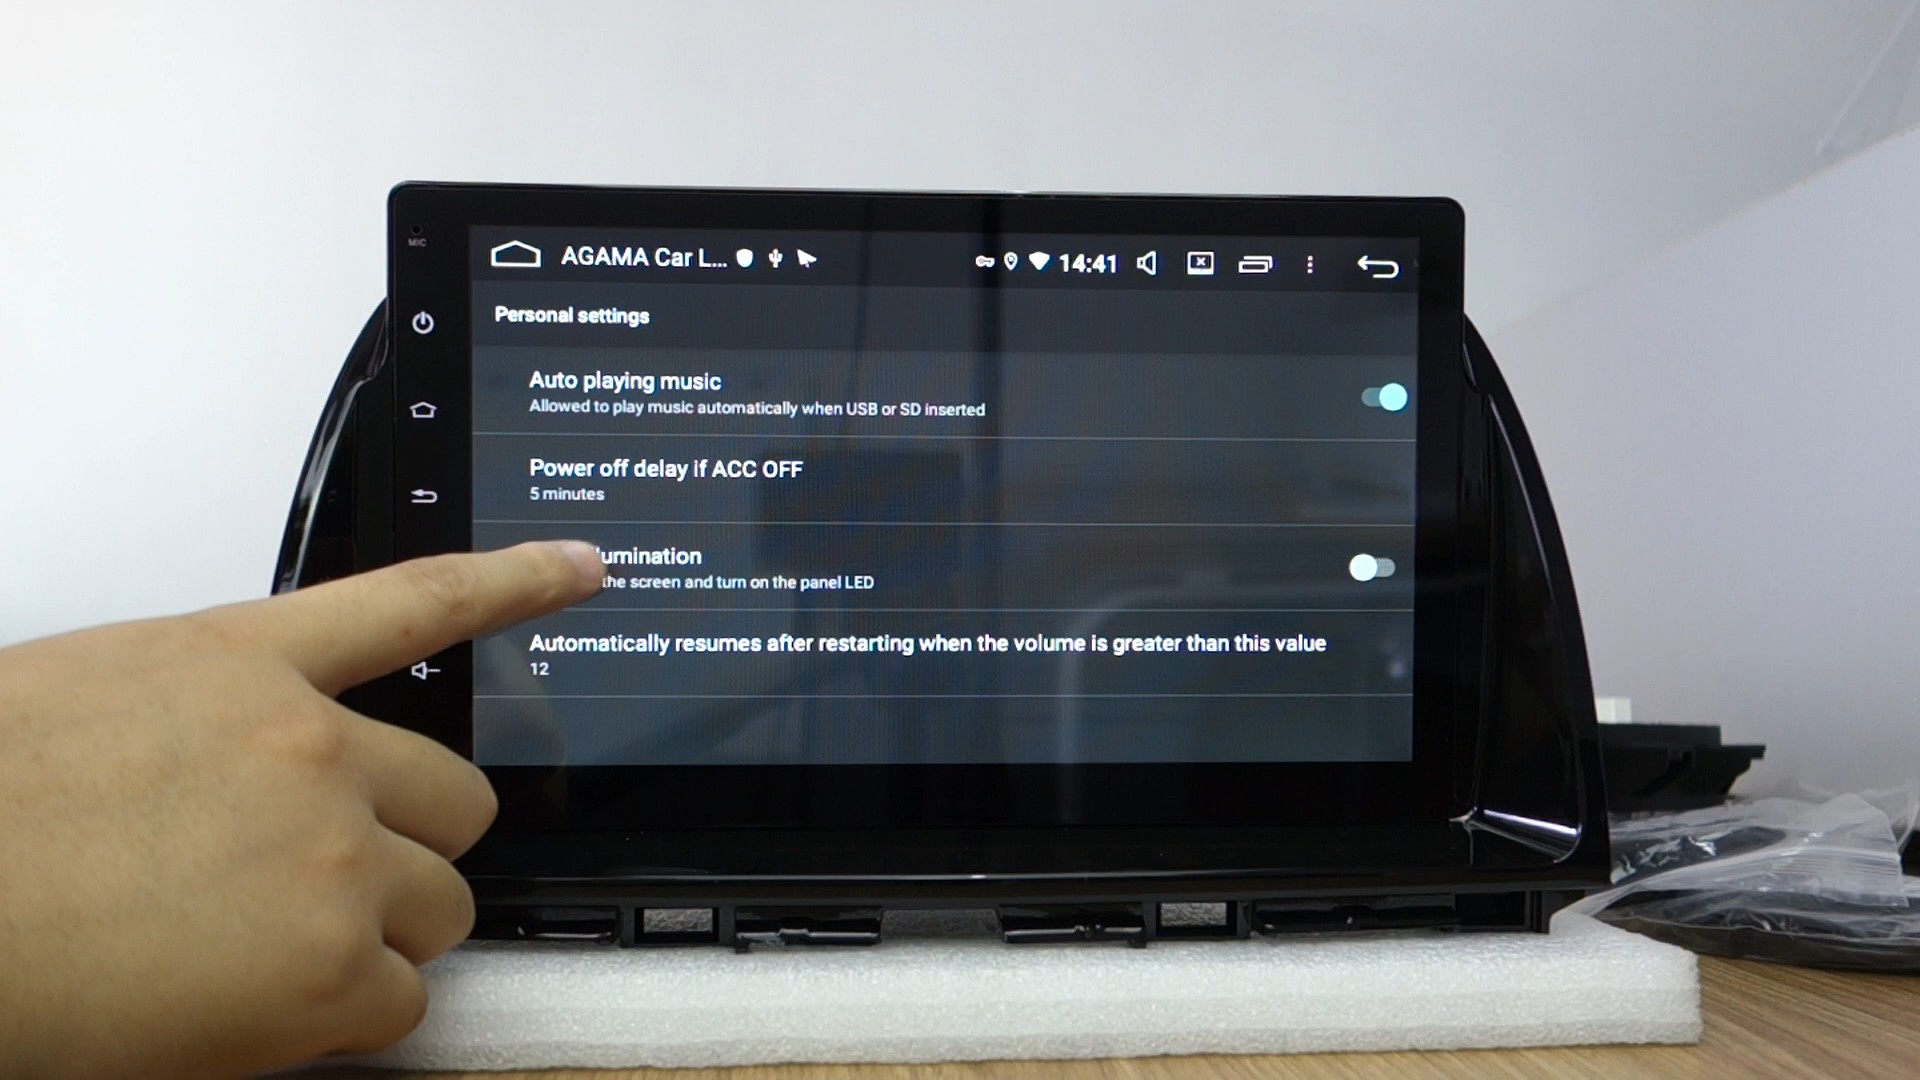 MIC
AGAMA Car L... 14:41
Personal settings
Auto playing music
Allowed to play music automatically when USB or SD inserted
Power off delay if ACC OFF
5 minutes
the screen and turn on the panel LED
Automatically resumes after restarting when the volume is greater than this value
12